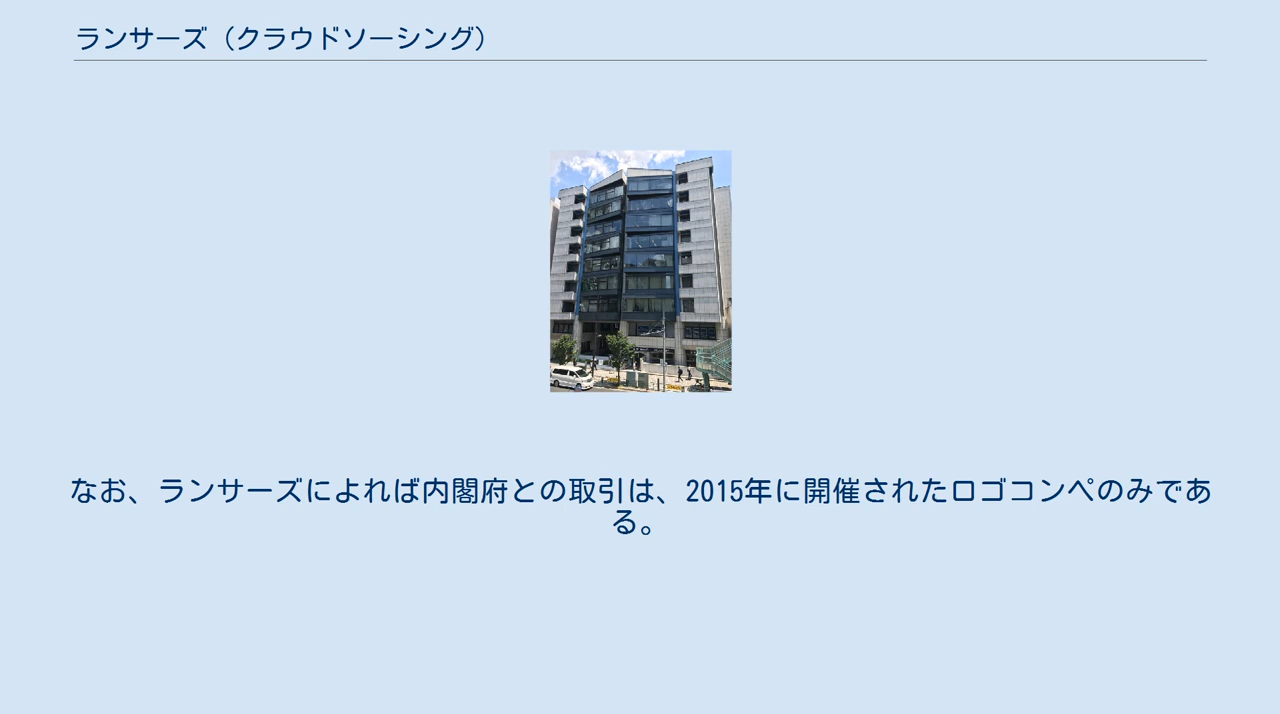 ランサーズ（クラウドソーシング）
なお、ランサーズによれば内閣府との取引は、2015年に開催されたロゴコンペのみであ
る。